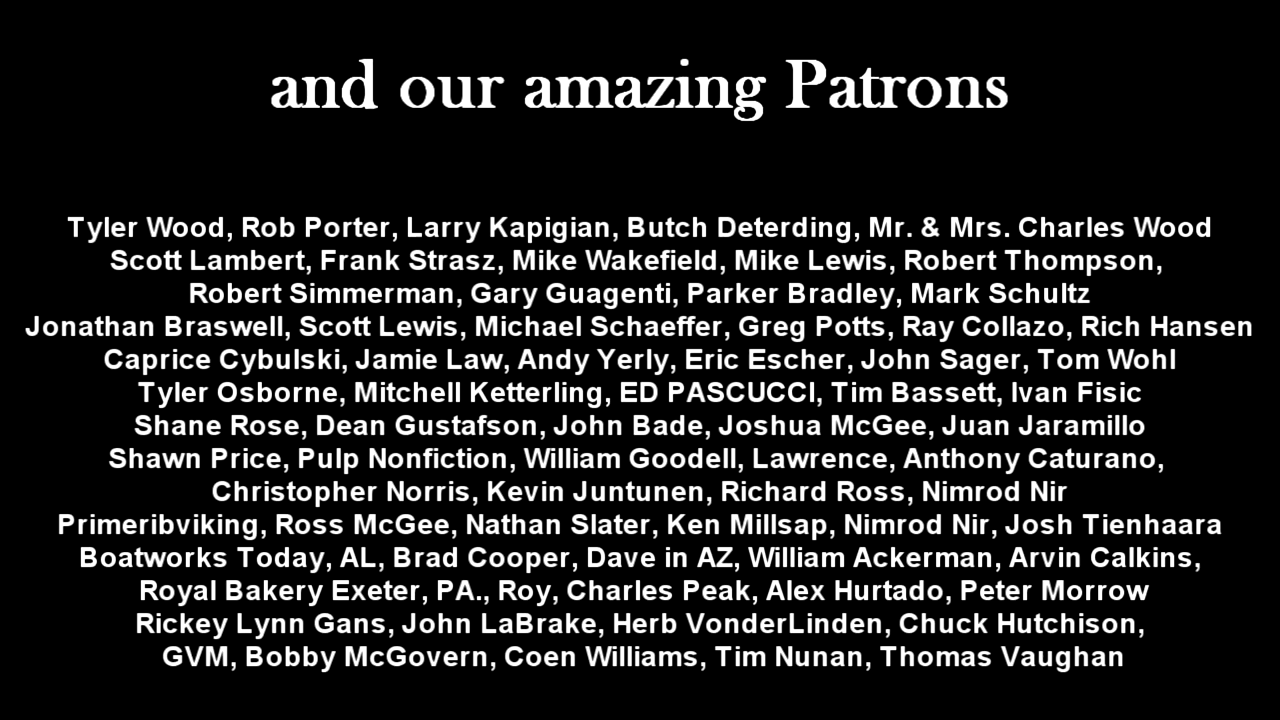 and our amazing Patrons
Tyler Wood, Rob Porter, Larry Kapigian, Butch Deterding, Mr. & Mrs. Charles Wood
Scott Lambert, Frank Strasz, Mike Wakefield, Mike Lewis, Robert Thompson,
Robert Simmerman, Gary Guagenti, Parker Bradley, Mark Schultz
Jonathan Braswell, Scott Lewis, Michael Schaeffer, Greg Potts, Ray Collazo, Rich Hansen
Caprice Cybulski, Jamie Law, Andy Yerly, Eric Escher, John Sager, Tom Wohl
Tyler Osborne, Mitchell Ketterling, ED PASCUCCI, Tim Bassett, Ivan Fisic
Shane Rose, Dean Gustafson, John Bade, Joshua McGee, Juan Jaramillo
Shawn Price, Pulp Nonfiction, William Goodell, Lawrence, Anthony Caturano,
Christopher Norris, Kevin Juntunen, Richard Ross, Nimrod Nir
Primeribviking, Ross McGee, Nathan Slater, Ken Millsap, Nimrod Nir, Josh Tienhaara
Boatworks Today, AL, Brad Cooper, Dave in AZ, William Ackerman, Arvin Calkins,
Royal Bakery Exeter, PA., Roy, Charles Peak, Alex Hurtado, Peter Morrow
Rickey Lynn Gans, John LaBrake, Herb VonderLinden, Chuck Hutchison,
GVM, Bobby McGovern, Coen Williams, Tim Nunan, Thomas Vaughan